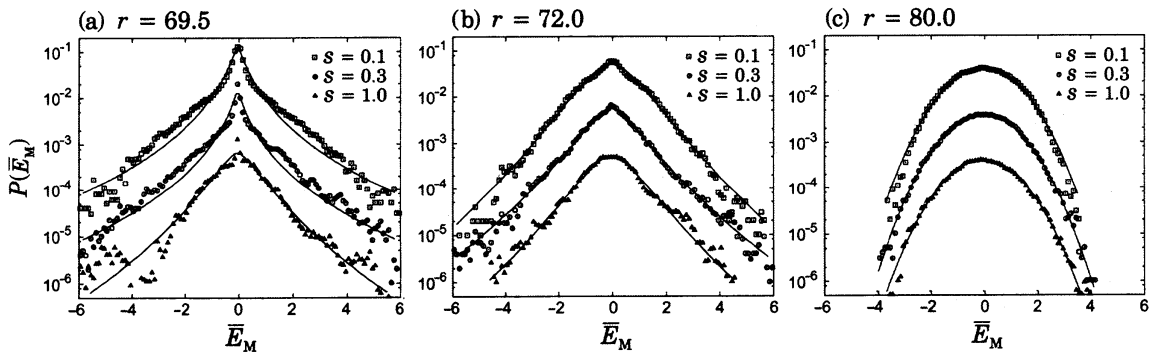 (a) r = 69.5
(b) r = 72.0
(c) r = 80.0
P(E̅_M)
10⁻¹
10⁻²
10⁻³
10⁻⁴
10⁻⁵
10⁻⁶
s = 0.1
s = 0.3
s = 1.0
-6 -4 -2 0 2 4 6
E̅_M
10⁻¹
10⁻²
10⁻³
10⁻⁴
10⁻⁵
10⁻⁶
s = 0.1
s = 0.3
s = 1.0
-6 -4 -2 0 2 4 6
E̅_M
10⁻¹
10⁻²
10⁻³
10⁻⁴
10⁻⁵
10⁻⁶
s = 0.1
s = 0.3
s = 1.0
-6 -4 -2 0 2 4 6
E̅_M